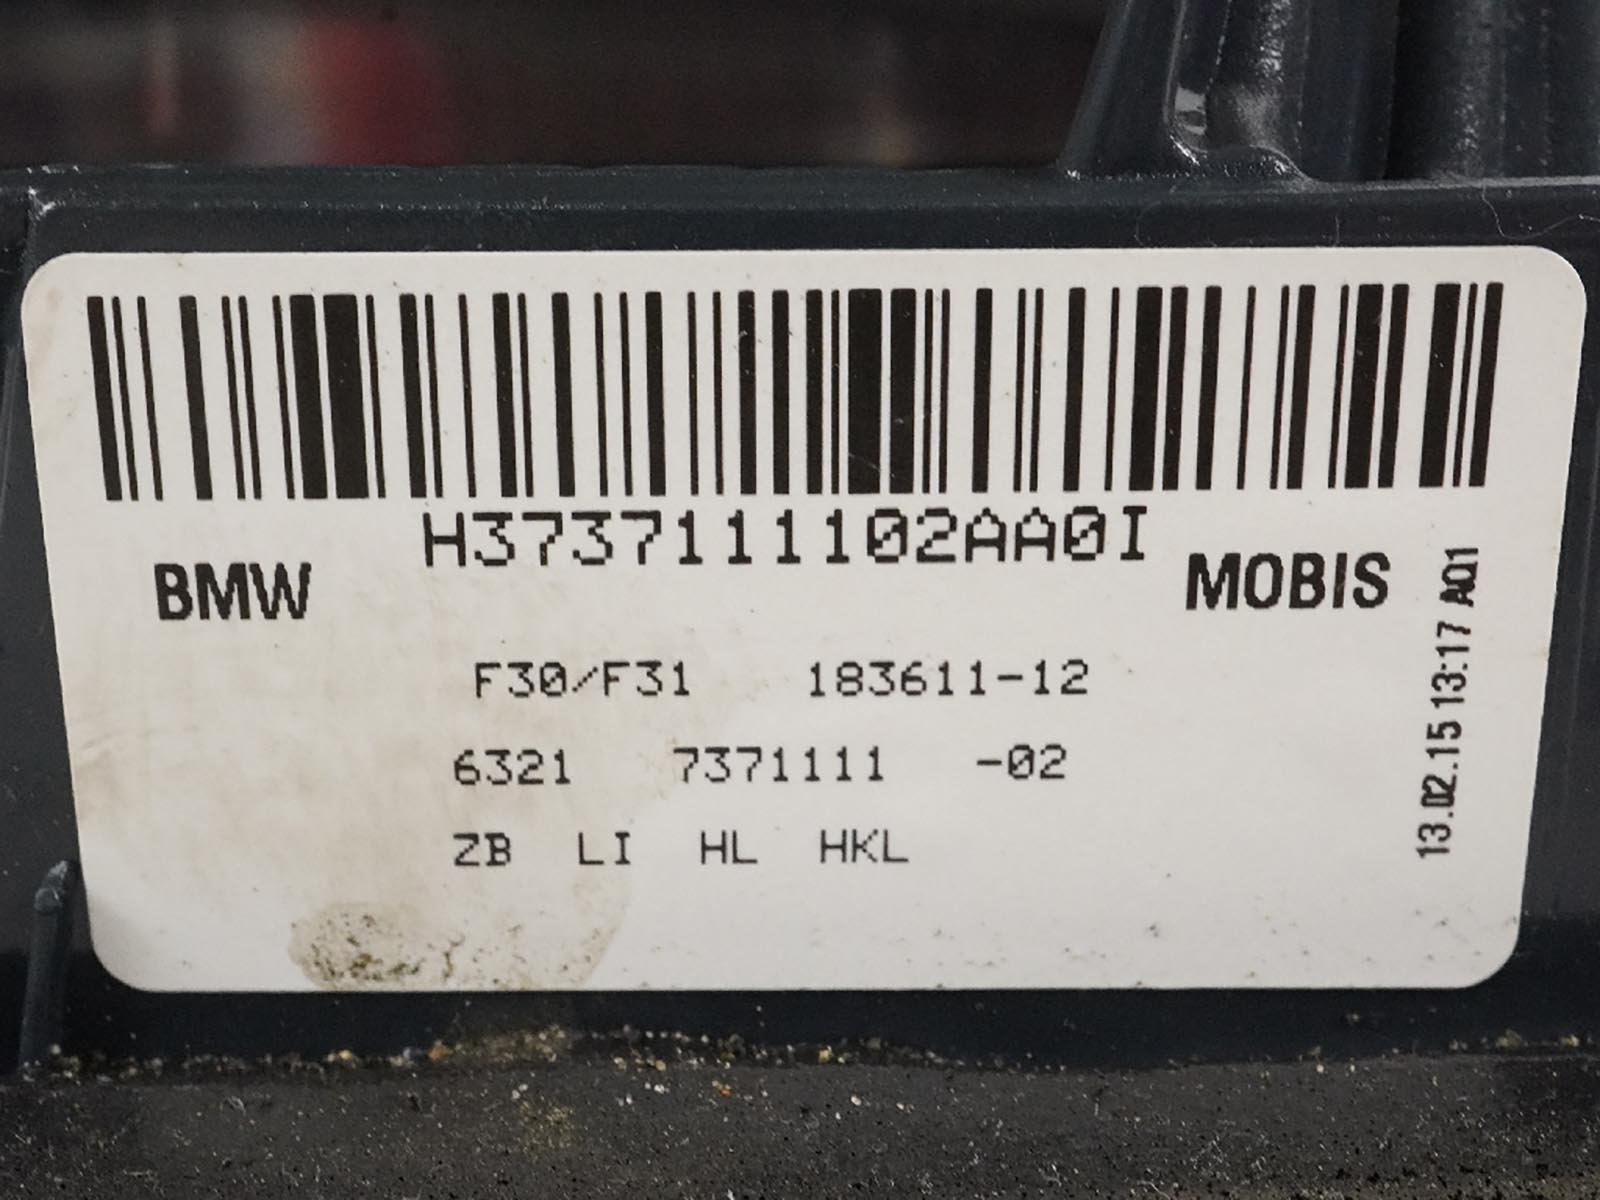 H3737111102AA0I
BMW
MOBIS
F30/F31 183611-12
6321 7371111 -02
ZB LI HL HKL
13.02.15 13:17 AQ1